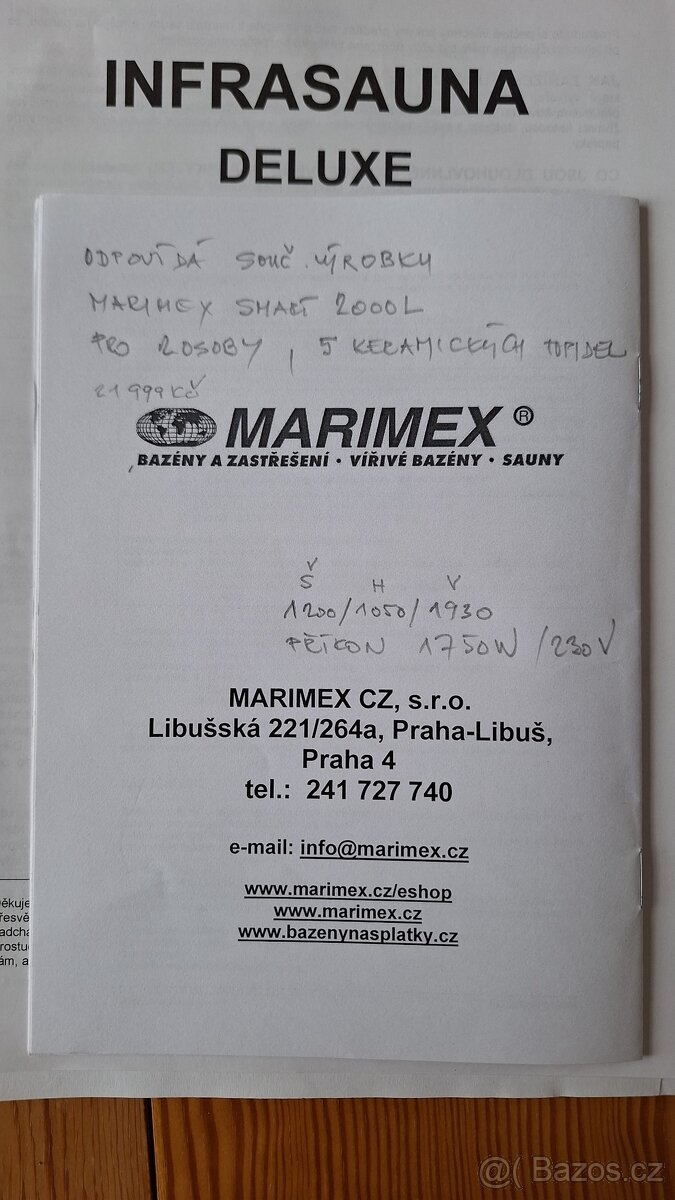 INFRASAUNA
DELUXE
ODPOVÍDÁ SOUČ. VÝROBKY
MARIMEX SMART 2000L
PRO 2 OSOBY, 5 KERAMICKÝCH TOPIDEL
21 999 KČ
MARIMEX ®
BAZÉNY A ZASTŘEŠENÍ • VÍŘIVÉ BAZÉNY • SAUNY
Š H V
1200/1050/1930
PŘÍKON 1750W/230V
MARIMEX CZ, s.r.o.
Libušská 221/264a, Praha-Libuš,
Praha 4
tel.: 241 727 740
e-mail: info@marimex.cz
www.marimex.cz/eshop
www.marimex.cz
www.bazenynasplatky.cz
@( Bazos.cz